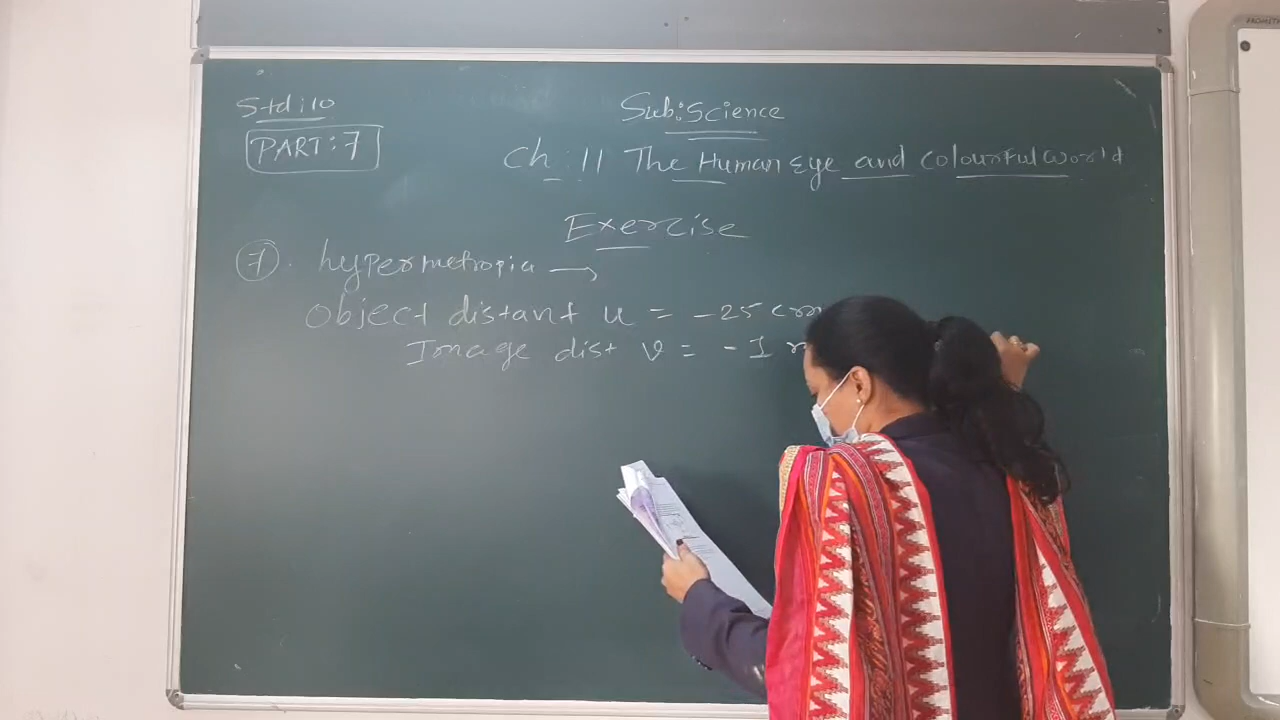 Std:10
Sub:Science
PART:7
Ch:11 The Human Eye and Colourful World
Exercise
7. hypermetropia →
object distant u = -25 cm
Image dist v = -1